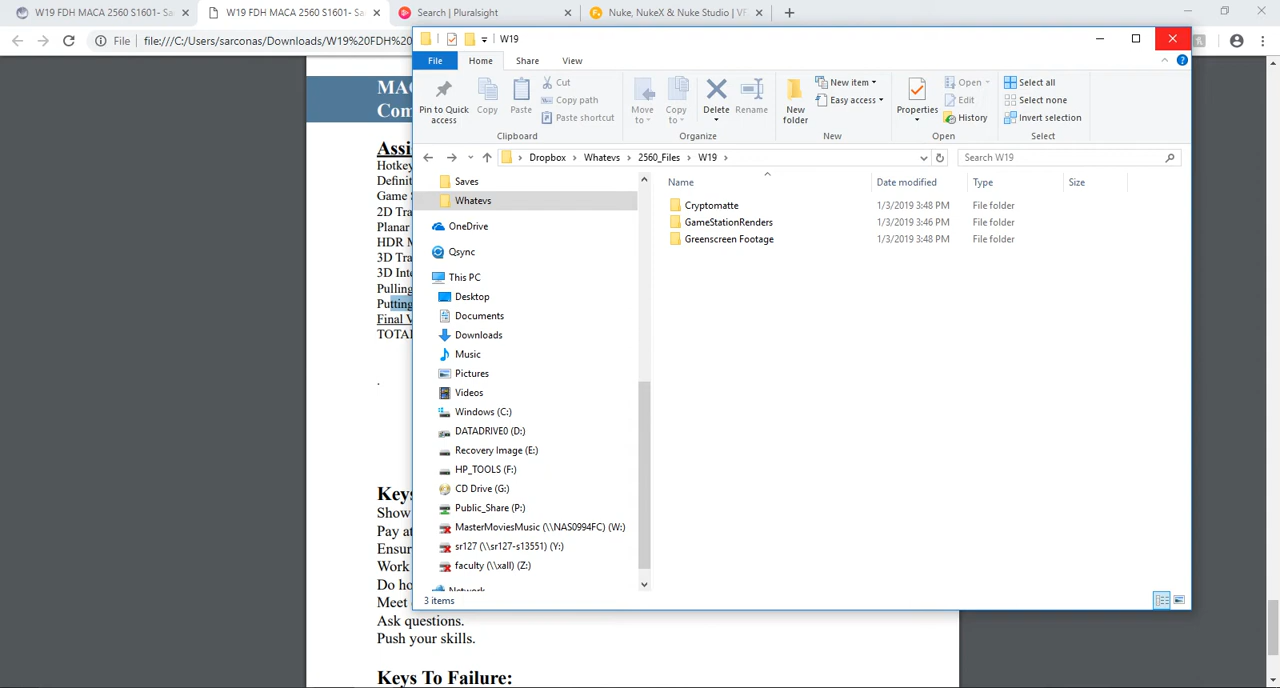 W19 FDH MACA 2560 S1601- Sa
W19 FDH MACA 2560 S1601- Sa
Search | Pluralsight
Nuke, NukeX & Nuke Studio | VF
File
file:///C:/Users/sarconas/Downloads/W19%20FDH%20
W19
File
Home
Share
View
Pin to Quick access
Copy
Paste
Cut
Copy path
Paste shortcut
Clipboard
Move to
Copy to
Delete
Rename
Organize
New folder
New item
Easy access
New
Properties
Open
Edit
History
Open
Select all
Select none
Invert selection
Select
Dropbox > Whatevs > 2560_Files > W19 >
Search W19
Saves
Whatevs
OneDrive
Qsync
This PC
Desktop
Documents
Downloads
Music
Pictures
Videos
Windows (C:)
DATADRIVE0 (D:)
Recovery Image (E:)
HP_TOOLS (F:)
CD Drive (G:)
Public_Share (P:)
MasterMoviesMusic (\\NAS0994FC) (W:)
sr127 (\\sr127-s13551) (Y:)
faculty (\\xall) (Z:)
Network
3 items
Name Date modified Type Size
Cryptomatte 1/3/2019 3:48 PM File folder
GameStationRenders 1/3/2019 3:46 PM File folder
Greenscreen Footage 1/3/2019 3:48 PM File folder
MAC
Com
Assi
Hotkey
Definit
Game S
2D Tra
Planar
HDR M
3D Tra
3D Inte
Pulling
Putting
Final V
TOTAL
.
Keys
Show
Pay at
Ensur
Work
Do ho
Meet
Ask questions.
Push your skills.
Keys To Failure: